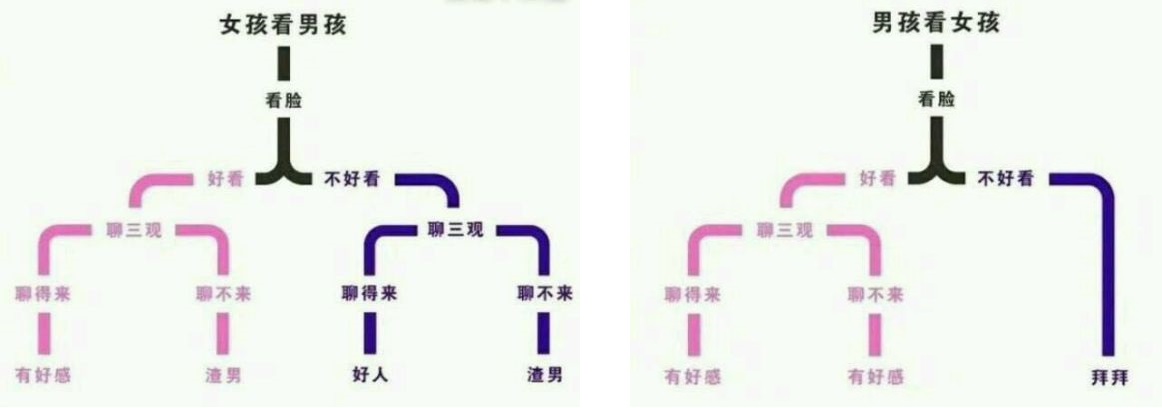 女孩看男孩
看脸
好看
不好看
聊三观
聊三观
聊得来
聊不来
聊得来
聊不来
有好感
渣男
好人
渣男
男孩看女孩
看脸
好看
不好看
聊三观
聊得来
聊不来
有好感
有好感
拜拜